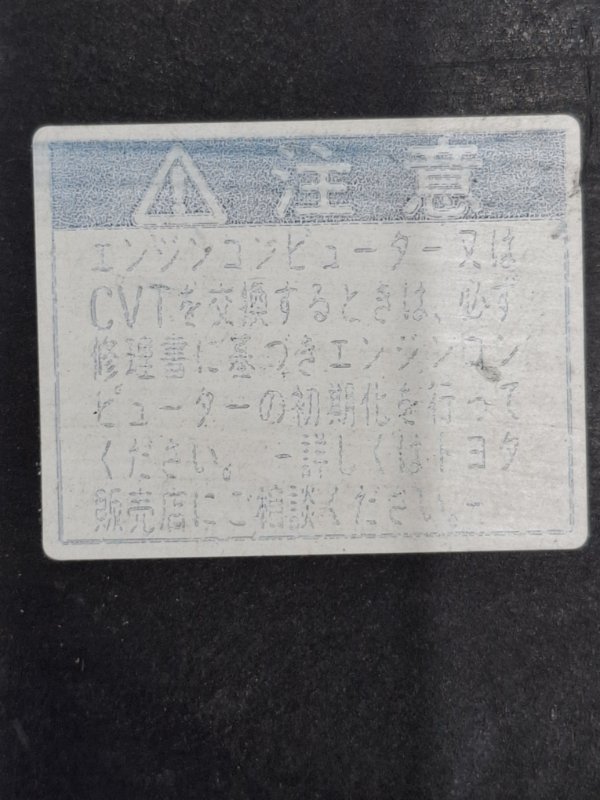 注意
エンジンコンピューター又は
CVTを交換するときは、必ず
修理書に基づきエンジンコン
ピューターの初期化を行って
ください。 -詳しくはトヨタ
販売店にご相談ください。-